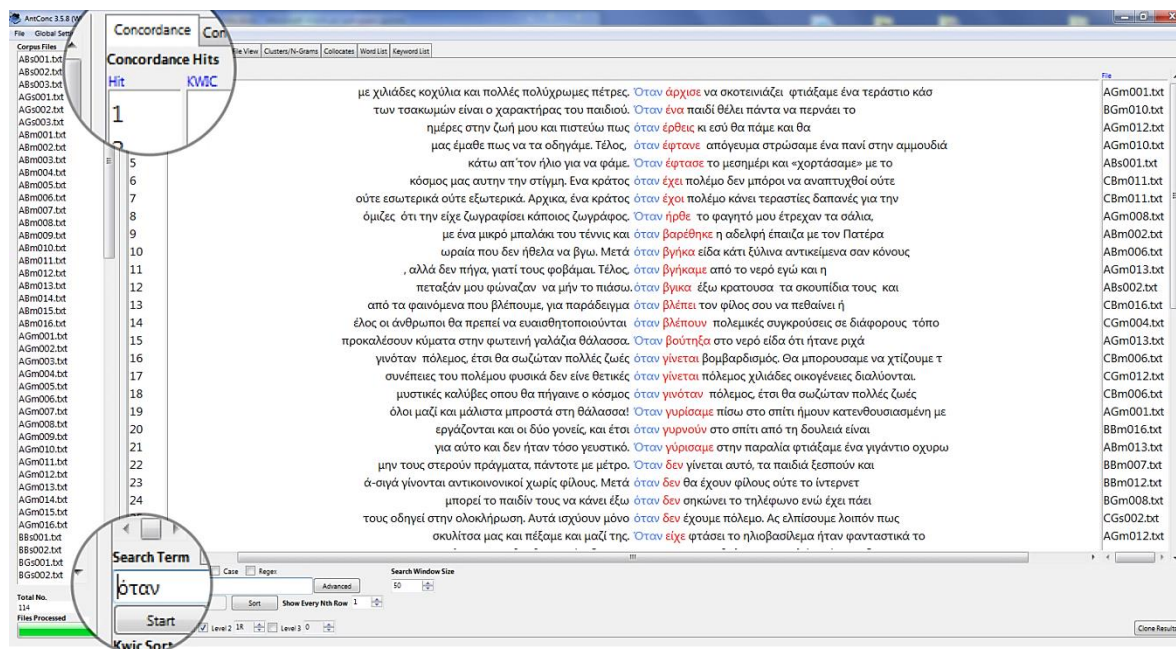 AntConc 3.5.8 (W
File Global Sett
Concordance Con
File View Clusters/N-Grams Collocates Word List Keyword List
Corpus Files
ABs001.txt
ABs002.txt
ABs003.txt
AGs001.txt
AGs002.txt
AGs003.txt
ABm001.txt
ABm002.txt
ABm003.txt
ABm004.txt
ABm005.txt
ABm006.txt
ABm007.txt
ABm008.txt
ABm009.txt
ABm010.txt
ABm011.txt
ABm012.txt
ABm013.txt
ABm014.txt
ABm015.txt
ABm016.txt
AGm001.txt
AGm002.txt
AGm003.txt
AGm004.txt
AGm005.txt
AGm006.txt
AGm007.txt
AGm008.txt
AGm009.txt
AGm010.txt
AGm011.txt
AGm012.txt
AGm013.txt
AGm014.txt
AGm015.txt
AGm016.txt
BBs001.txt
BBs002.txt
BGs001.txt
BGs002.txt
Total No.
114
Files Processed
Concordance Hits
Hit KWIC File
1 με χιλιάδες κοχύλια και πολλές πολύχρωμες πέτρες. Όταν άρχισε να σκοτεινιάζει φτιάξαμε ένα τεράστιο κάσ AGm001.txt
των τσακωμών είναι ο χαρακτήρας του παιδιού. Όταν ένα παιδί θέλει πάντα να περνάει το BGm010.txt
ημέρες στην ζωή μου και πιστεύω πως όταν έρθεις κι εσύ θα πάμε και θα AGm012.txt
μας έμαθε πως να τα οδηγάμε. Τέλος, όταν έφτανε απόγευμα στρώσαμε ένα πανί στην αμμουδιά AGm010.txt
5 κάτω απ΄τον ήλιο για να φάμε. Όταν έφτασε το μεσημέρι και «χορτάσαμε» με το ABs001.txt
6 κόσμος μας αυτην την στίγμη. Ενα κράτος όταν έχει πολέμο δεν μπόροι να αναπτυχθοί ούτε CBm011.txt
7 ούτε εσωτερικά ούτε εξωτερικά. Αρχικα, ένα κράτος όταν έχοι πολέμο κάνει τεραστίες δαπανές για την CBm011.txt
8 όμιζες ότι την είχε ζωγραφίσει κάποιος ζωγράφος. Όταν ήρθε το φαγητό μου έτρεχαν τα σάλια, AGm008.txt
9 με ένα μικρό μπαλάκι του τέννις και όταν βαρέθηκε η αδελφή έπαιζα με τον Πατέρα ABm002.txt
10 ωραία που δεν ήθελα να βγω. Μετά όταν βγήκα είδα κάτι ξύλινα αντικείμενα σαν κόνους ABm006.txt
11 , αλλά δεν πήγα, γιατί τους φοβάμαι. Τέλος, όταν βγήκαμε από το νερό εγώ και η AGm013.txt
12 πεταξάν μου φώναζαν να μήν το πιάσω. όταν βγικα έξω κρατουσα τα σκουπίδια τους και ABs002.txt
13 από τα φαινόμενα που βλέπουμε, για παράδειγμα όταν βλέπει τον φίλος σου να πεθαίνει ή CBm016.txt
14 έλος οι άνθρωποι θα πρεπεί να ευαισθητοποιούνται όταν βλέπουν πολεμικές συγκρούσεις σε διάφορους τόπο CGm004.txt
15 προκαλέσουν κύματα στην φωτεινή γαλάζια θάλασσα. Όταν βούτηξα στο νερό είδα ότι ήτανε ριχά AGm013.txt
16 γινόταν πόλεμος, έτσι θα σωζώταν πολλές ζωές όταν γίνεται βομβαρδισμός. Θα μπορουσαμε να χτίζουμε τ CBm006.txt
17 συνέπειες του πολέμου φυσικά δεν είνε θετικές όταν γίνεται πόλεμος χιλιάδες οικογένειες διαλύονται. CGm012.txt
18 μυστικές καλύβες οπου θα πήγαινε ο κόσμος όταν γινόταν πόλεμος, έτσι θα σωζώταν πολλές ζωές CBm006.txt
19 όλοι μαζί και μάλιστα μπροστά στη θάλασσα! Όταν γυρίσαμε πίσω στο σπίτι ήμουν κατενθουσιασμένη με AGm001.txt
20 εργάζονται και οι δύο γονείς, και έτσι όταν γυρνούν στο σπίτι από τη δουλειά είναι BBm016.txt
21 για αύτο και δεν ήταν τόσο γευστικό. Όταν γύρισαμε στην παραλία φτιάξαμε ένα γιγάντιο οχυρω ABm013.txt
22 μην τους στερούν πράγματα, πάντοτε με μέτρο. Όταν δεν γίνεται αυτό, τα παιδιά ξεσπούν και BBm007.txt
23 ά-σιγά γίνονται αντικοινονικοί χωρίς φίλους. Μετά όταν δεν θα έχουν φίλους ούτε το ίντερνετ BBm012.txt
24 μπορεί το παιδίν τους να κάνει έξω όταν δεν σηκώνει το τηλέφωνο ενώ έχει πάει BGm008.txt
τους οδηγεί στην ολοκλήρωση. Αυτά ισχύουν μόνο όταν δεν έχουμε πόλεμο. Ας ελπίσουμε λοιπόν πως CGs002.txt
σκυλίτσα μας και πέξαμε και μαζί της. Όταν είχε φτάσει το ηλιοβασίλεμα ήταν φανταστικά το AGm012.txt
Search Term Case Regex Search Window Size
όταν Advanced 50
Start Sort Show Every Nth Row 1
Kwic Sort
Level 2 1R Level 3 0 Clone Results